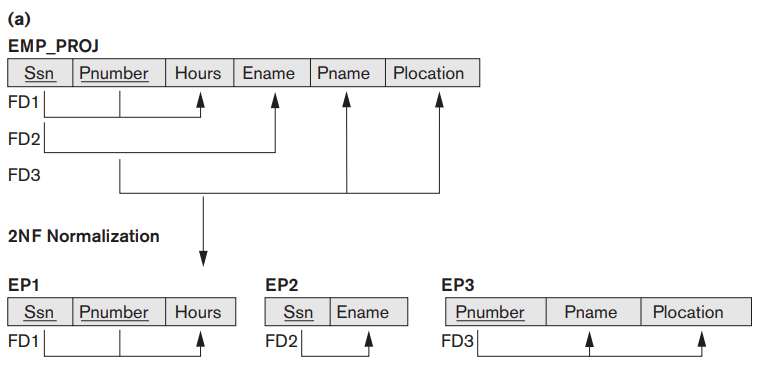 (a)
EMP_PROJ
Ssn Pnumber Hours Ename Pname Plocation
FD1
FD2
FD3
2NF Normalization
EP1 EP2 EP3
Ssn Pnumber Hours Ssn Ename Pnumber Pname Plocation
FD1 FD2 FD3